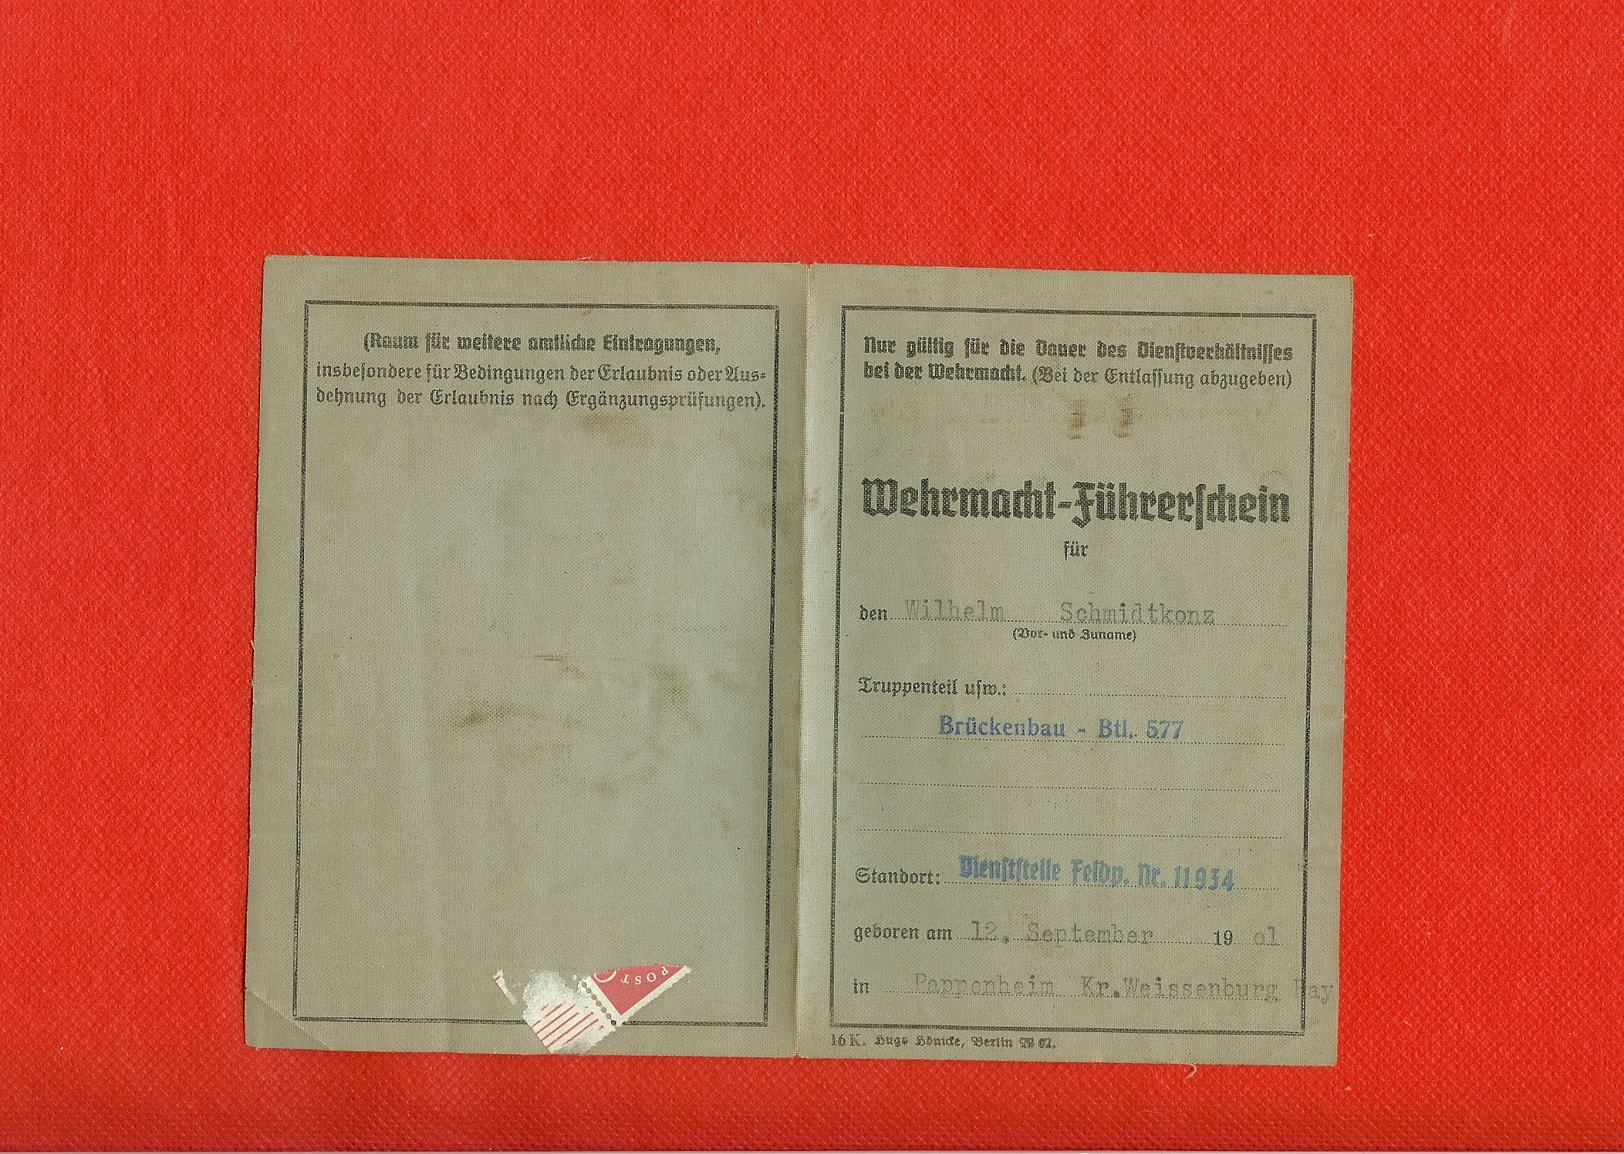 (Raum für weitere amtliche Eintragungen,
insbesondere für Bedingungen der Erlaubnis oder Aus-
dehnung der Erlaubnis nach Ergänzungsprüfungen).
POST
Nur gültig für die Dauer des Dienstverhältnisses
bei der Wehrmacht. (Bei der Entlassung abzugeben)
Wehrmacht-Führerschein
für
den Wilhelm Schmidtkonz
(Vor- und Zuname)
Truppenteil usw.:
Brückenbau - Btl. 577
Standort: Dienststelle Feldp. Nr. 11934
geboren am 12. September 19 01
in Pappenheim Kr.Weissenburg Bay
16 K. Hugo Hönicke, Berlin